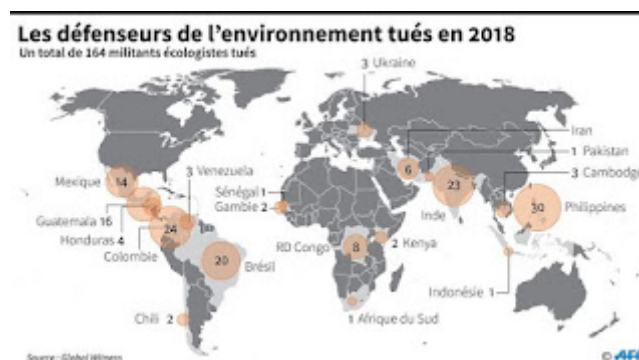 Les défenseurs de l'environnement tués en 2018
Un total de 164 militants écologistes tués
3 Ukraine
Iran
6
1 Pakistan
3 Venezuela
3 Cambodge
Mexique 14
Sénégal 1
23
Gambie 2
30 Philippines
Guatemala 16
Inde
Honduras 4
24
RD Congo 8
2 Kenya
Colombie
20 Brésil
Indonésie 1
Chili 2
1 Afrique du Sud
Source : Global Witness
© AFP